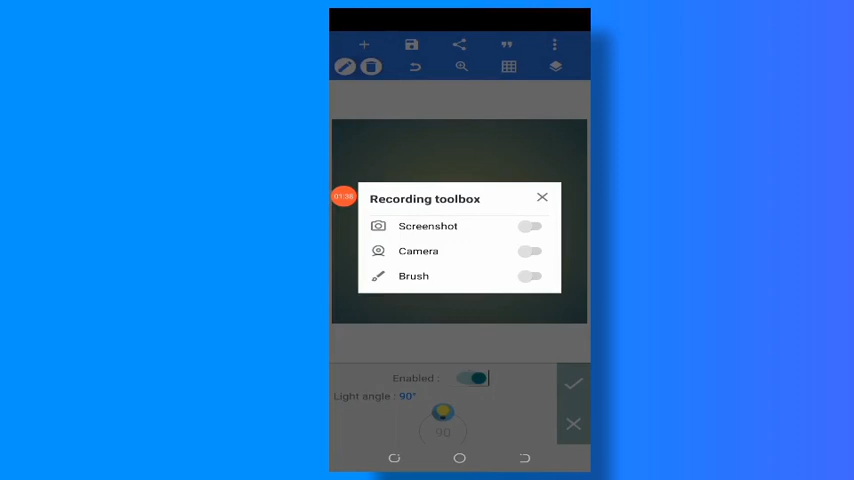 01:38
Recording toolbox
Screenshot
Camera
Brush
Enabled :
Light angle : 90°
90